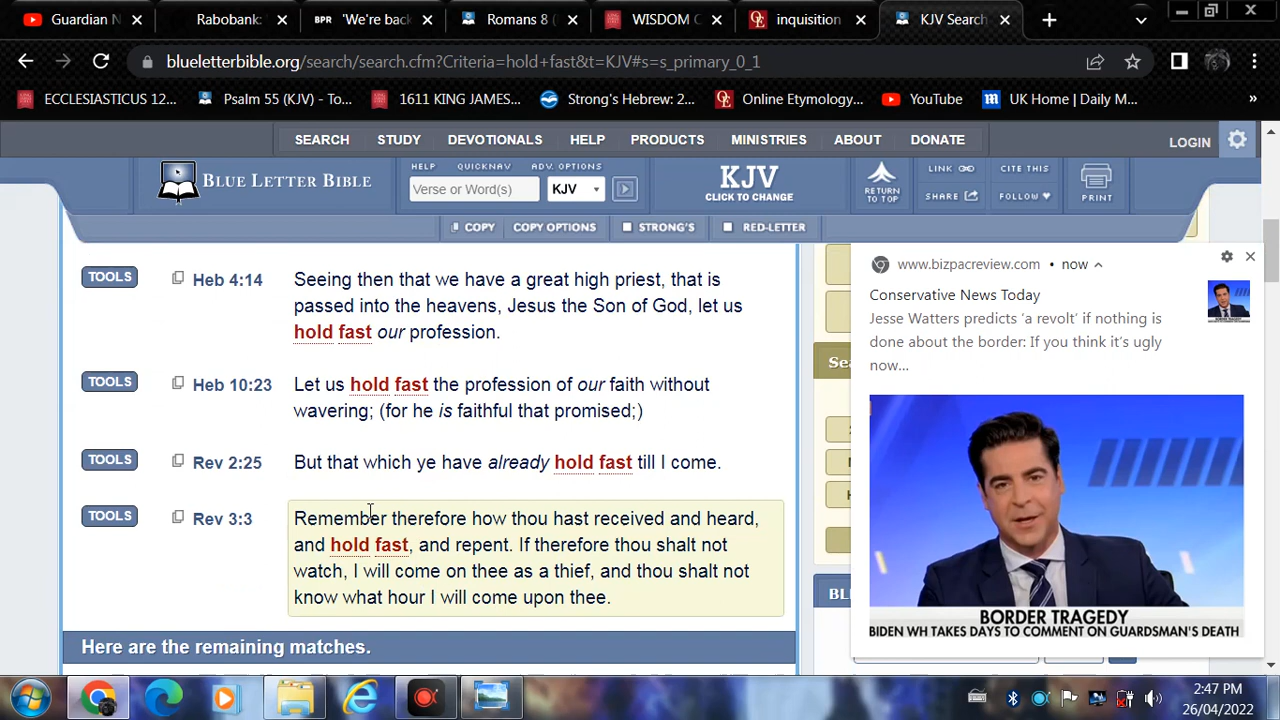 Guardian N
Rabobank:
BPR 'We're back
Romans 8 (
WISDOM C
OE inquisition
KJV Search
blueletterbible.org/search/search.cfm?Criteria=hold+fast&t=KJV#s=s_primary_0_1
ECCLESIASTICUS 12...
Psalm 55 (KJV) - To...
1611 KING JAMES...
Strong's Hebrew: 2...
OE Online Etymology...
YouTube
m UK Home | Daily M...
»
SEARCH STUDY DEVOTIONALS HELP PRODUCTS MINISTRIES ABOUT DONATE
LOGIN
BLUE LETTER BIBLE
HELP QUICKNAV ADV. OPTIONS
Verse or Word(s) KJV
KJV
CLICK TO CHANGE
RETURN
TO TOP
LINK
CITE THIS
SHARE
FOLLOW
PRINT
COPY COPY OPTIONS STRONG'S RED-LETTER
TOOLS Heb 4:14 Seeing then that we have a great high priest, that is
passed into the heavens, Jesus the Son of God, let us
hold fast our profession.
TOOLS Heb 10:23 Let us hold fast the profession of our faith without
wavering; (for he is faithful that promised;)
TOOLS Rev 2:25 But that which ye have already hold fast till I come.
TOOLS Rev 3:3 Remember therefore how thou hast received and heard,
and hold fast, and repent. If therefore thou shalt not
watch, I will come on thee as a thief, and thou shalt not
know what hour I will come upon thee.
Here are the remaining matches.
Sea
BL
www.bizpacreview.com • now
Conservative News Today
Jesse Watters predicts 'a revolt' if nothing is
done about the border: If you think it's ugly
now...
BORDER TRAGEDY
BIDEN WH TAKES DAYS TO COMMENT ON GUARDSMAN'S DEATH
2:47 PM
26/04/2022